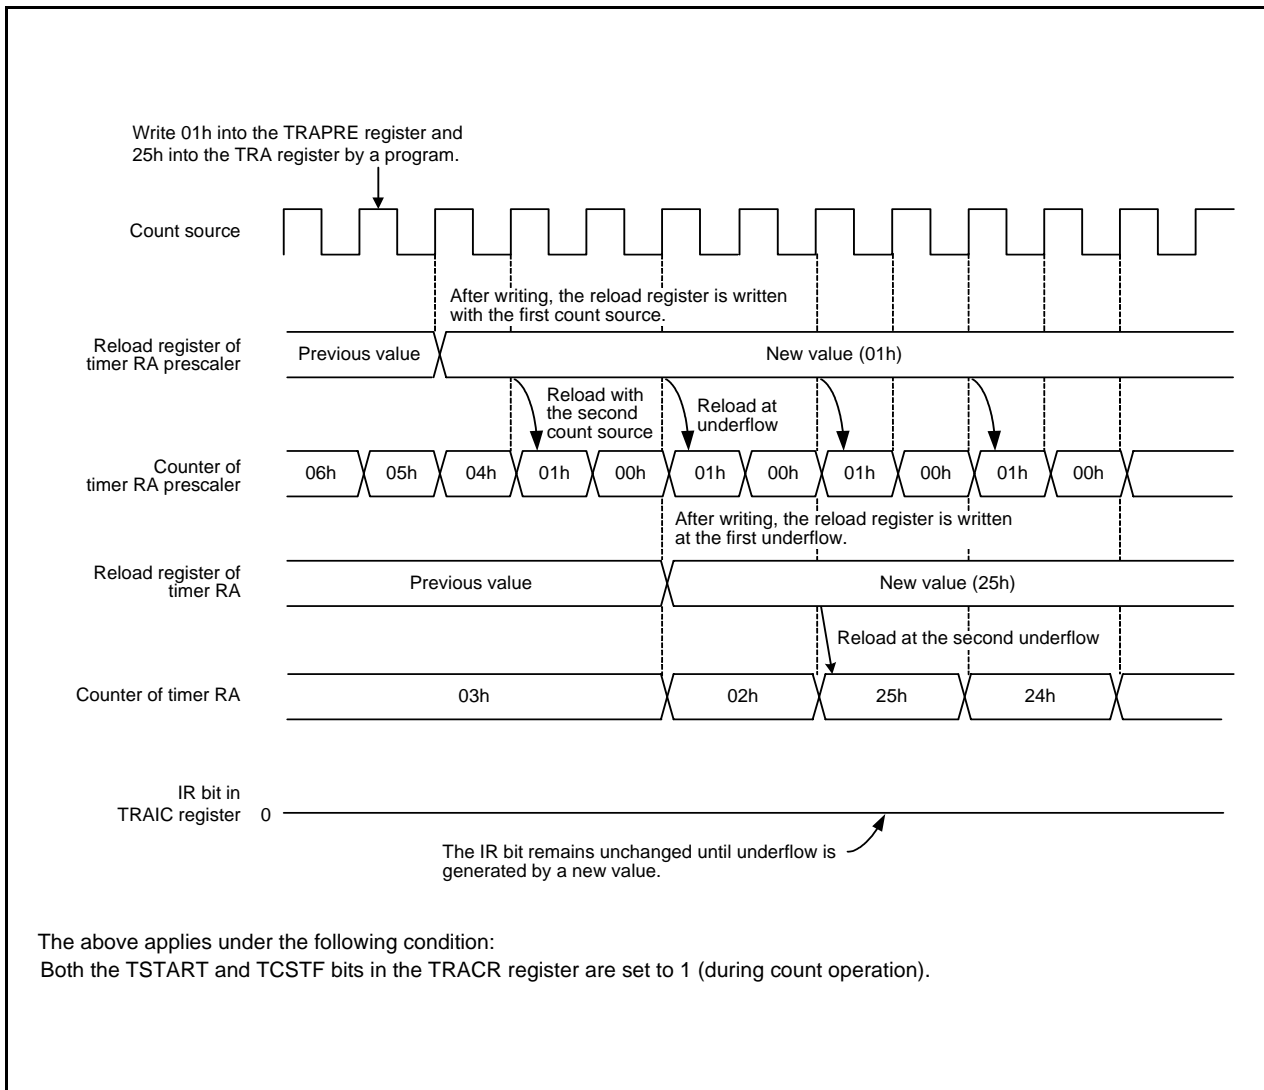 Write 01h into the TRAPRE register and
25h into the TRA register by a program.
Count source
After writing, the reload register is written
with the first count source.
Reload register of
timer RA prescaler
Previous value
New value (01h)
Reload with
the second
count source
Reload at
underflow
Counter of
timer RA prescaler
06h 05h 04h 01h 00h 01h 00h 01h 00h 01h 00h
After writing, the reload register is written
at the first underflow.
Reload register of
timer RA
Previous value
New value (25h)
Reload at the second underflow
Counter of timer RA
03h 02h 25h 24h
IR bit in
TRAIC register
0
The IR bit remains unchanged until underflow is
generated by a new value.
The above applies under the following condition:
Both the TSTART and TCSTF bits in the TRACR register are set to 1 (during count operation).